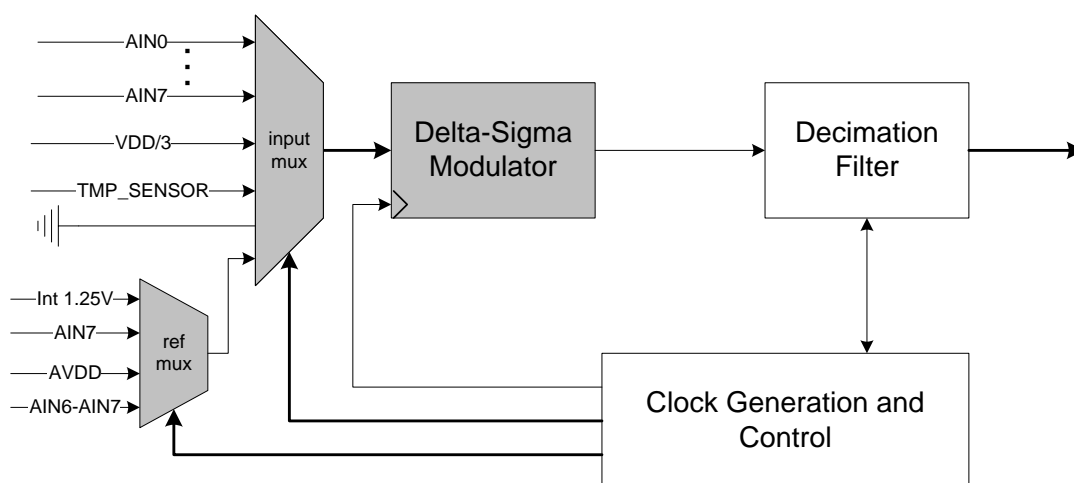 AIN0
AIN7
VDD/3
TMP_SENSOR
input
mux
Delta-Sigma
Modulator
Decimation
Filter
Int 1.25V
AIN7
AVDD
AIN6-AIN7
ref
mux
Clock Generation and
Control